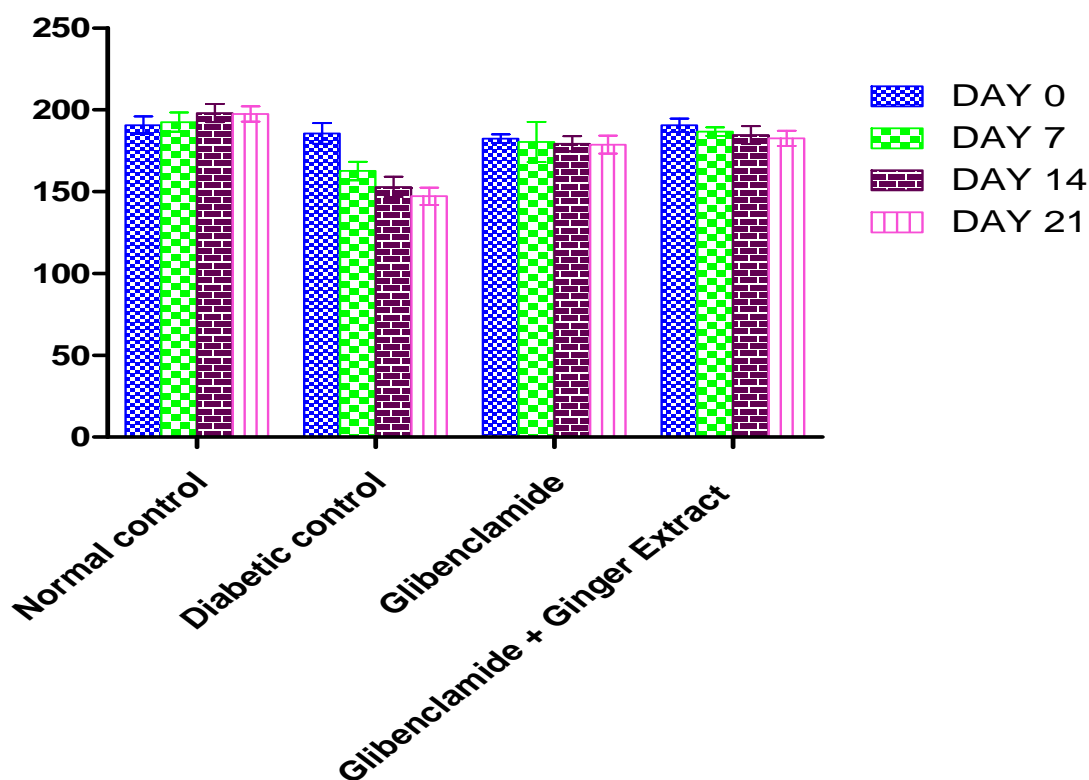 250
200
150
100
50
0
DAY 0
DAY 7
DAY 14
DAY 21
Normal control
Diabetic control
Glibenclamide
Glibenclamide + Ginger Extract